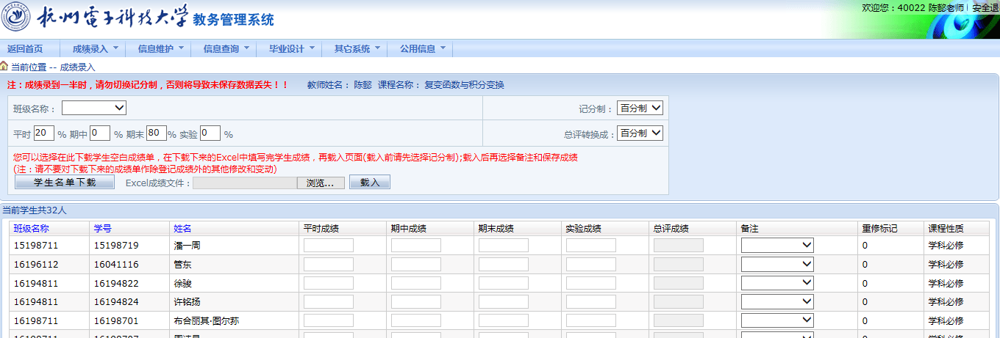 欢迎您：40022 陈懿老师 安全退
杭州電子科技大学 教务管理系统
返回首页 成绩录入 信息维护 信息查询 毕业设计 其它系统 公用信息
当前位置 -- 成绩录入
注：成绩录到一半时，请勿切换记分制，否则将导致未保存数据丢失！！ 教师姓名： 陈懿 课程名称： 复变函数与积分变换
班级名称： 记分制： 百分制
平时 20 % 期中 0 % 期末 80 % 实验 0 % 总评转换成： 百分制
您可以选择在此下载学生空白成绩单，在下载下来的Excel中填写完学生成绩，再载入页面(载入前请先选择记分制);载入后再选择备注和保存成绩
(注：请不要对下载下来的成绩单作除登记成绩外的其他修改和变动)
学生名单下载 Excel成绩文件： 浏览... 载入
当前学生共32人
班级名称 学号 姓名 平时成绩 期中成绩 期末成绩 实验成绩 总评成绩 备注 重修标记 课程性质
15198711 15198719 潘一周 0 学科必修
16196112 16041116 管东 0 学科必修
16194811 16194822 徐骏 0 学科必修
16194811 16194824 许铭扬 0 学科必修
16198711 16198701 布合丽其·图尔荪 0 学科必修